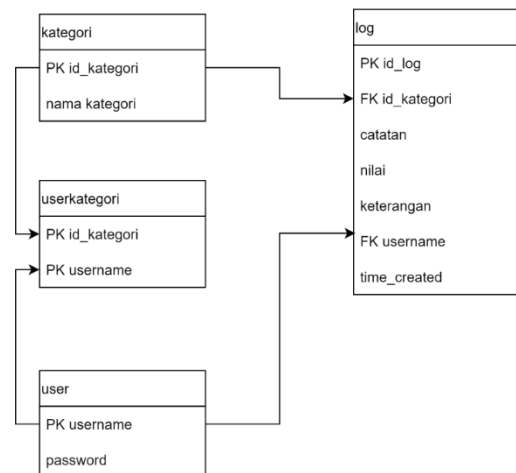 kategori
PK id_kategori
nama kategori
userkategori
PK id_kategori
PK username
user
PK username
password
log
PK id_log
FK id_kategori
catatan
nilai
keterangan
FK username
time_created